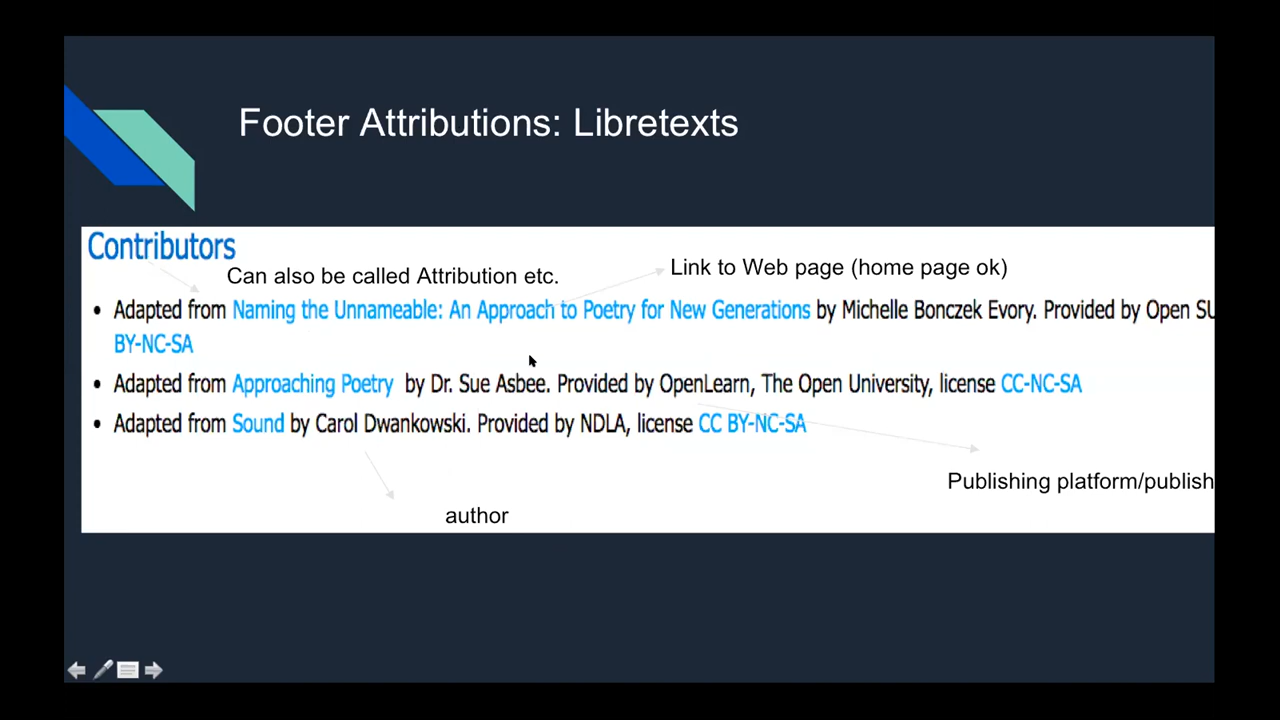 Footer Attributions: Libretexts
Contributors
Can also be called Attribution etc.
Link to Web page (home page ok)
• Adapted from Naming the Unnameable: An Approach to Poetry for New Generations by Michelle Bonczek Evory. Provided by Open SU
BY-NC-SA
• Adapted from Approaching Poetry by Dr. Sue Asbee. Provided by OpenLearn, The Open University, license CC-NC-SA
• Adapted from Sound by Carol Dwankowski. Provided by NDLA, license CC BY-NC-SA
Publishing platform/publish
author